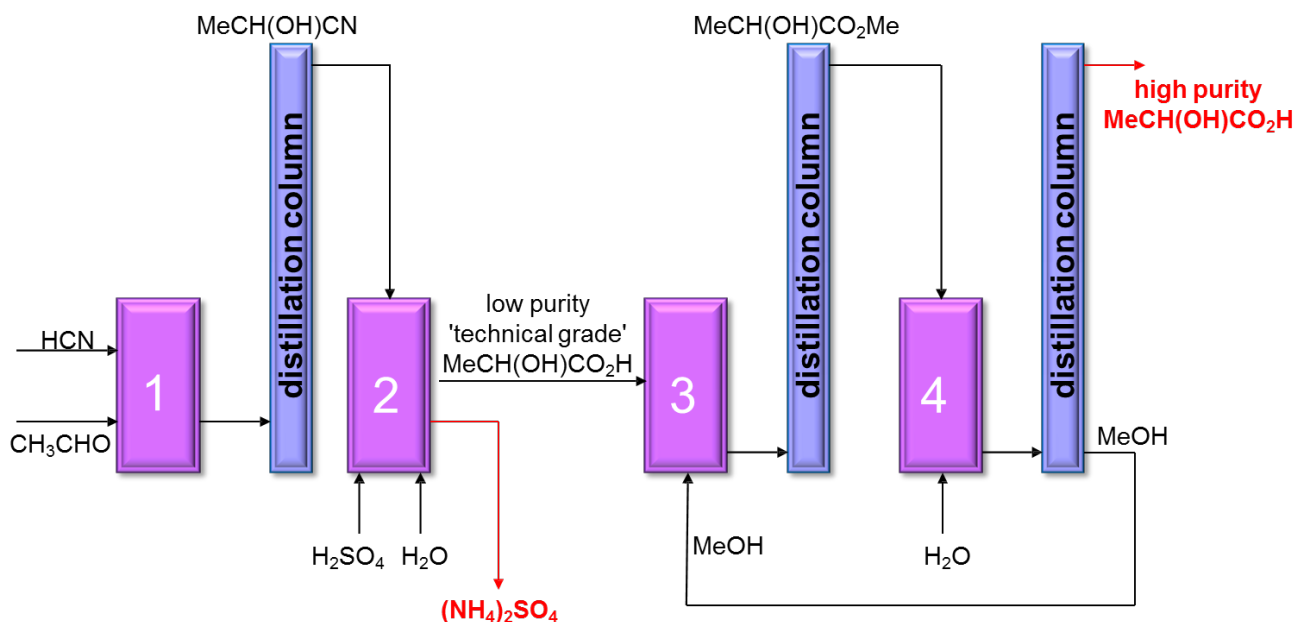 MeCH(OH)CN
MeCH(OH)CO₂Me
high purity
MeCH(OH)CO₂H
distillation column
distillation column
distillation column
HCN
CH3CHO
1
2
low purity
'technical grade'
MeCH(OH)CO₂H
3
4
MeOH
H₂SO₄
H₂O
MeOH
H₂O
(NH₄)₂SO₄